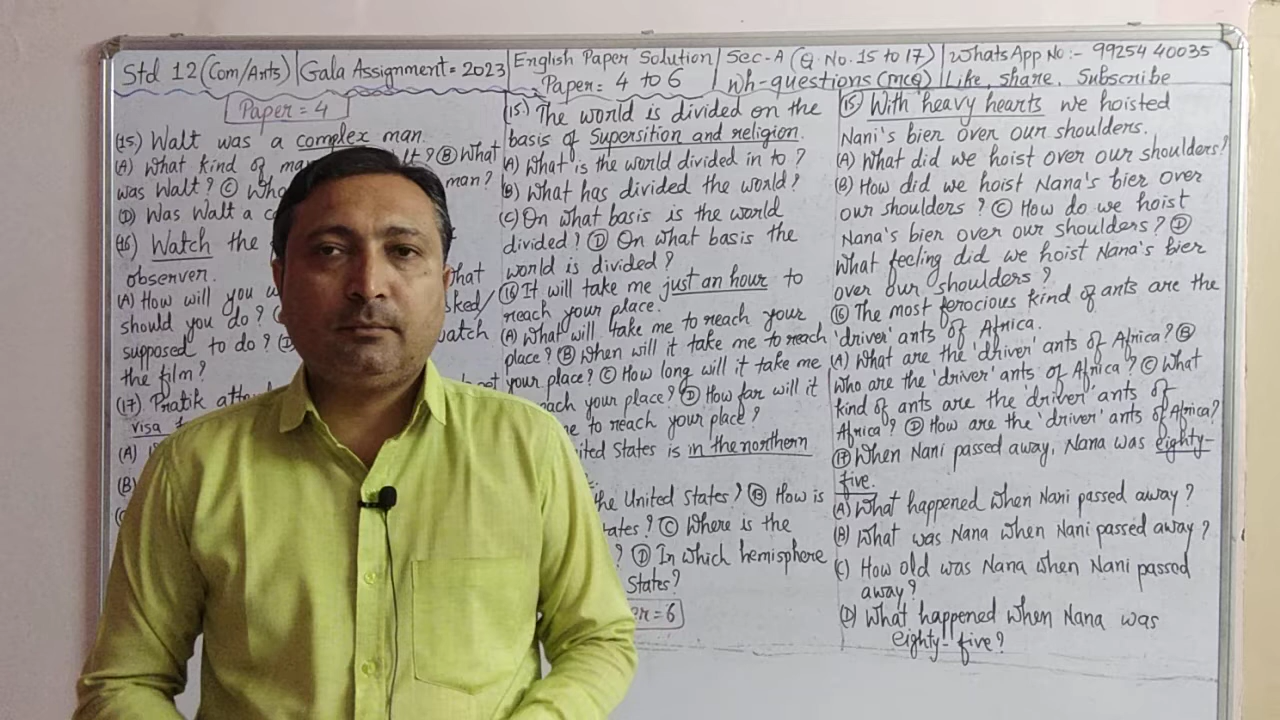 Std 12 (Com/Arts) | Gala Assignment = 2023 | English Paper Solution | Sec-A (Q. No. 15 to 17) | WhatsApp No :- 99254 40035
Paper = 4 to 6 | Wh-questions (MCQ) | Like, Share, Subscribe
Paper = 4
(15) Walt was a complex man.
(A) What kind of ? (B) What
was Walt? (C) man?
(D) Was Walt a
(16) Watch the
observer.
(A) How will you
should you do?
supposed to do? (D) watch
the film?
(17) Pratik
visa
(A)
(B)
(15) The world is divided on the
basis of Supersition and religion.
(A) What is the world divided in to ?
(B) What has divided the world?
(C) On what basis is the world
divided? (D) On what basis the
world is divided?
(16) It will take me just an hour to
reach your place.
(A) What will take me to reach your
place? (B) When will it take me to reach
your place? (C) How long will it take me
your place? (D) How far will it
to reach your place?
States is in the northern
the United States? (B) How is
? (C) Where is the
? (D) In which hemisphere
States?
= 6
(15) With heavy hearts we hoisted
Nani's bier over our shoulders.
(A) What did we hoist over our shoulders?
(B) How did we hoist Nana's bier over
our shoulders ? (C) How do we hoist
Nana's bier over our shoulders? (D)
What feeling did we hoist Nana's bier
over our shoulders ?
(16) The most ferocious kind of ants are the
'driver' ants of Africa.
(A) What are the 'driver' ants of Africa? (B)
Who are the 'driver' ants of Africa ? (C) What
kind of ants are the 'driver' ants of
Africa? (D) How are the 'driver' ants of Africa?
(17) When Nani passed away, Nana was eighty-
five.
(A) What happened when Nani passed away ?
(B) What was Nana when Nani passed away ?
(C) How old was Nana when Nani passed
away?
(D) What happened when Nana was
eighty-five?